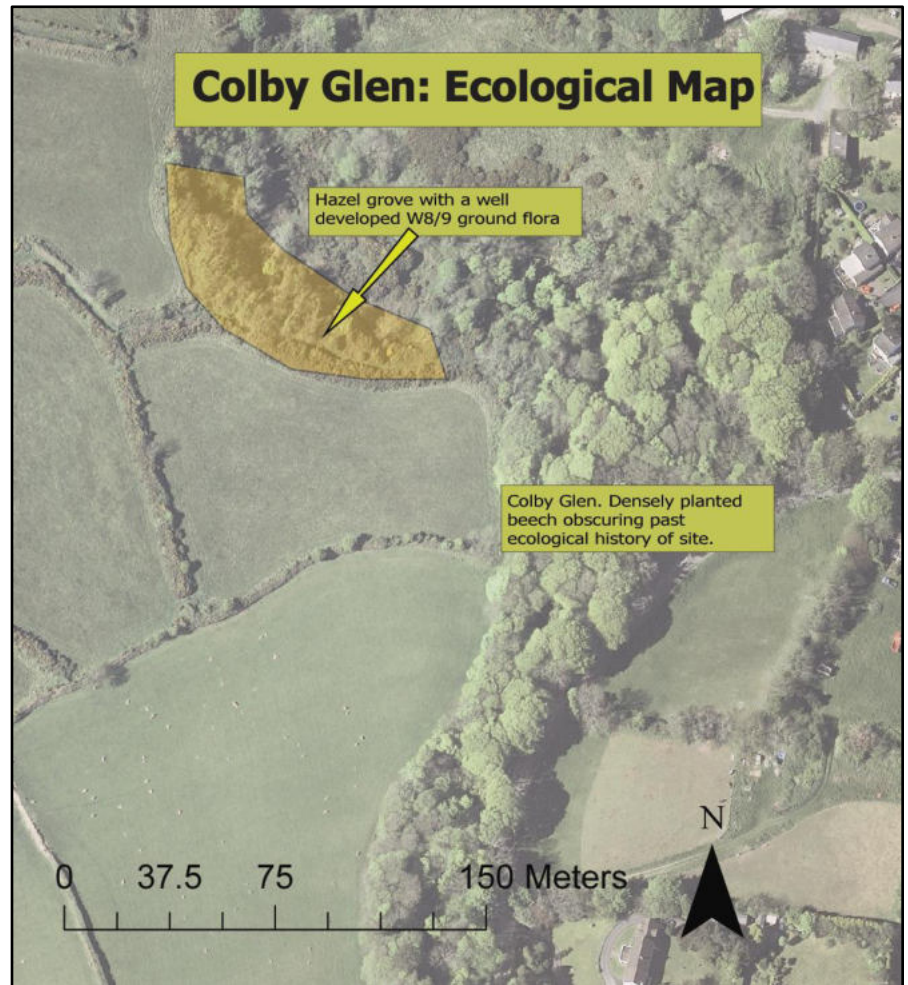 Colby Glen: Ecological Map
Hazel grove with a well
developed W8/9 ground flora
Colby Glen. Densely planted
beech obscuring past
ecological history of site.
N
0 37.5 75 150 Meters